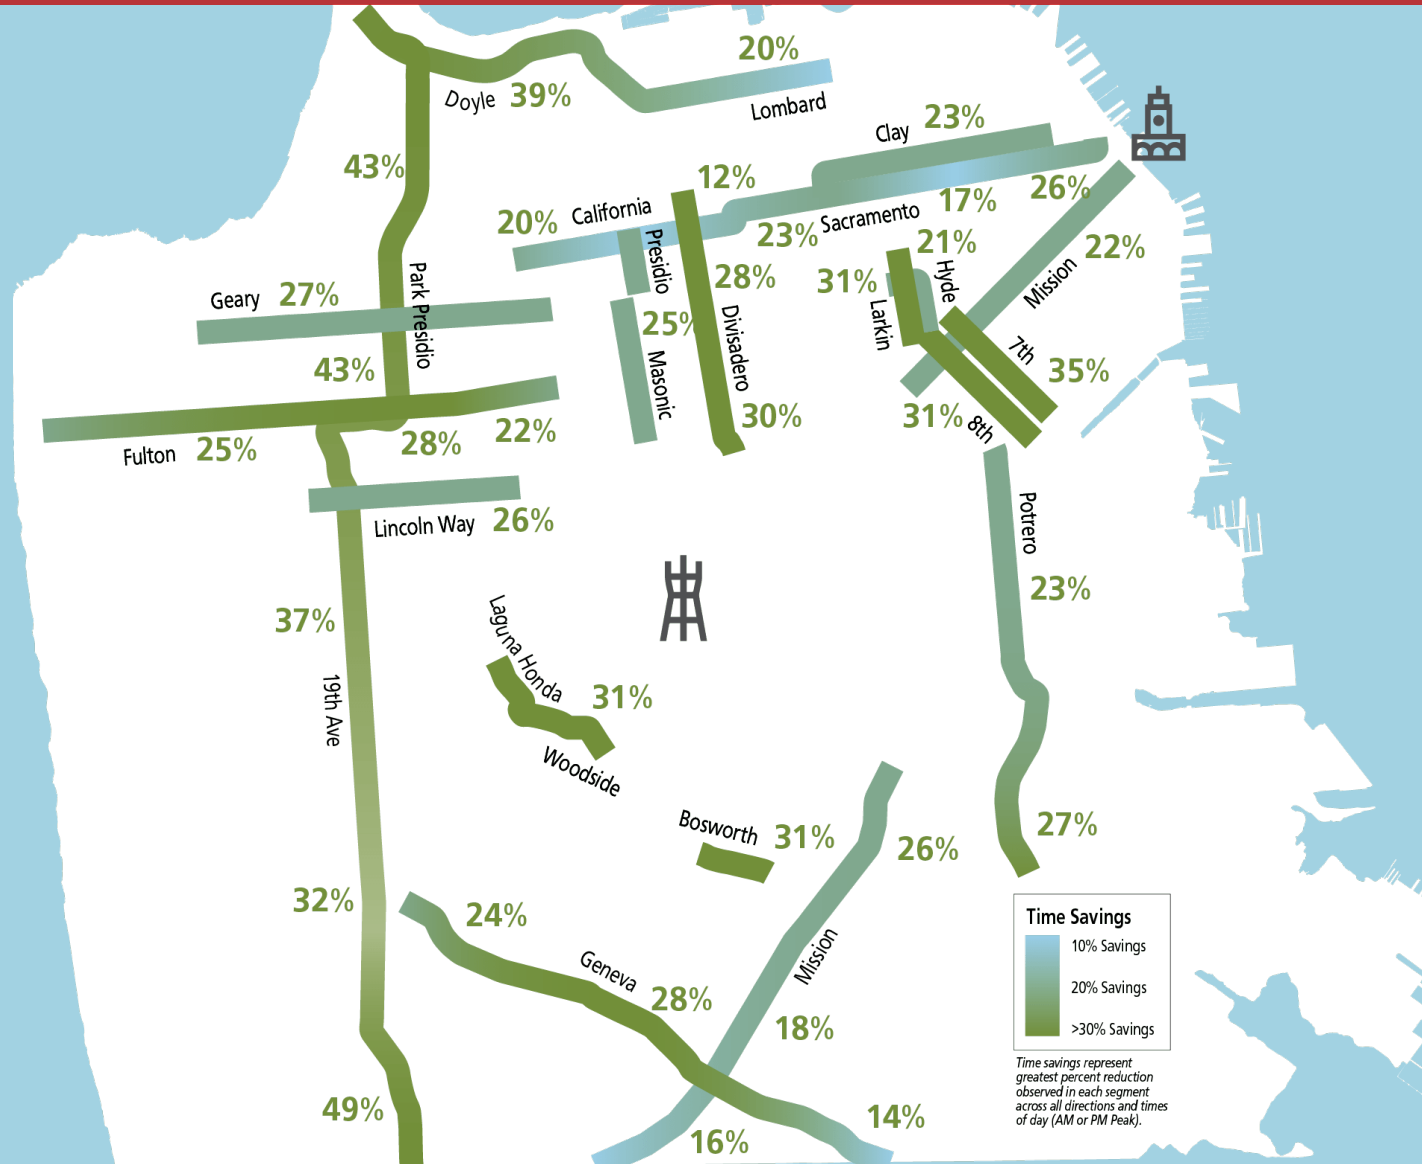 20%
Doyle 39%
Lombard
Clay 23%
43%
12%
20% California
17%
26%
23% Sacramento
21%
22%
Presidio
28%
31%
Hyde
Mission
Park Presidio
Geary 27%
Larkin
25%
Divisadero
7th
35%
43%
Masonic
30%
31%
8th
Fulton 25%
28%
22%
Lincoln Way 26%
Potrero
23%
37%
Laguna Honda
31%
19th Ave
Woodside
Bosworth 31%
26%
27%
32%
24%
Geneva
28%
Mission
18%
49%
16%
14%
Time Savings
10% Savings
20% Savings
>30% Savings
Time savings represent
greatest percent reduction
observed in each segment
across all directions and times
of day (AM or PM Peak).